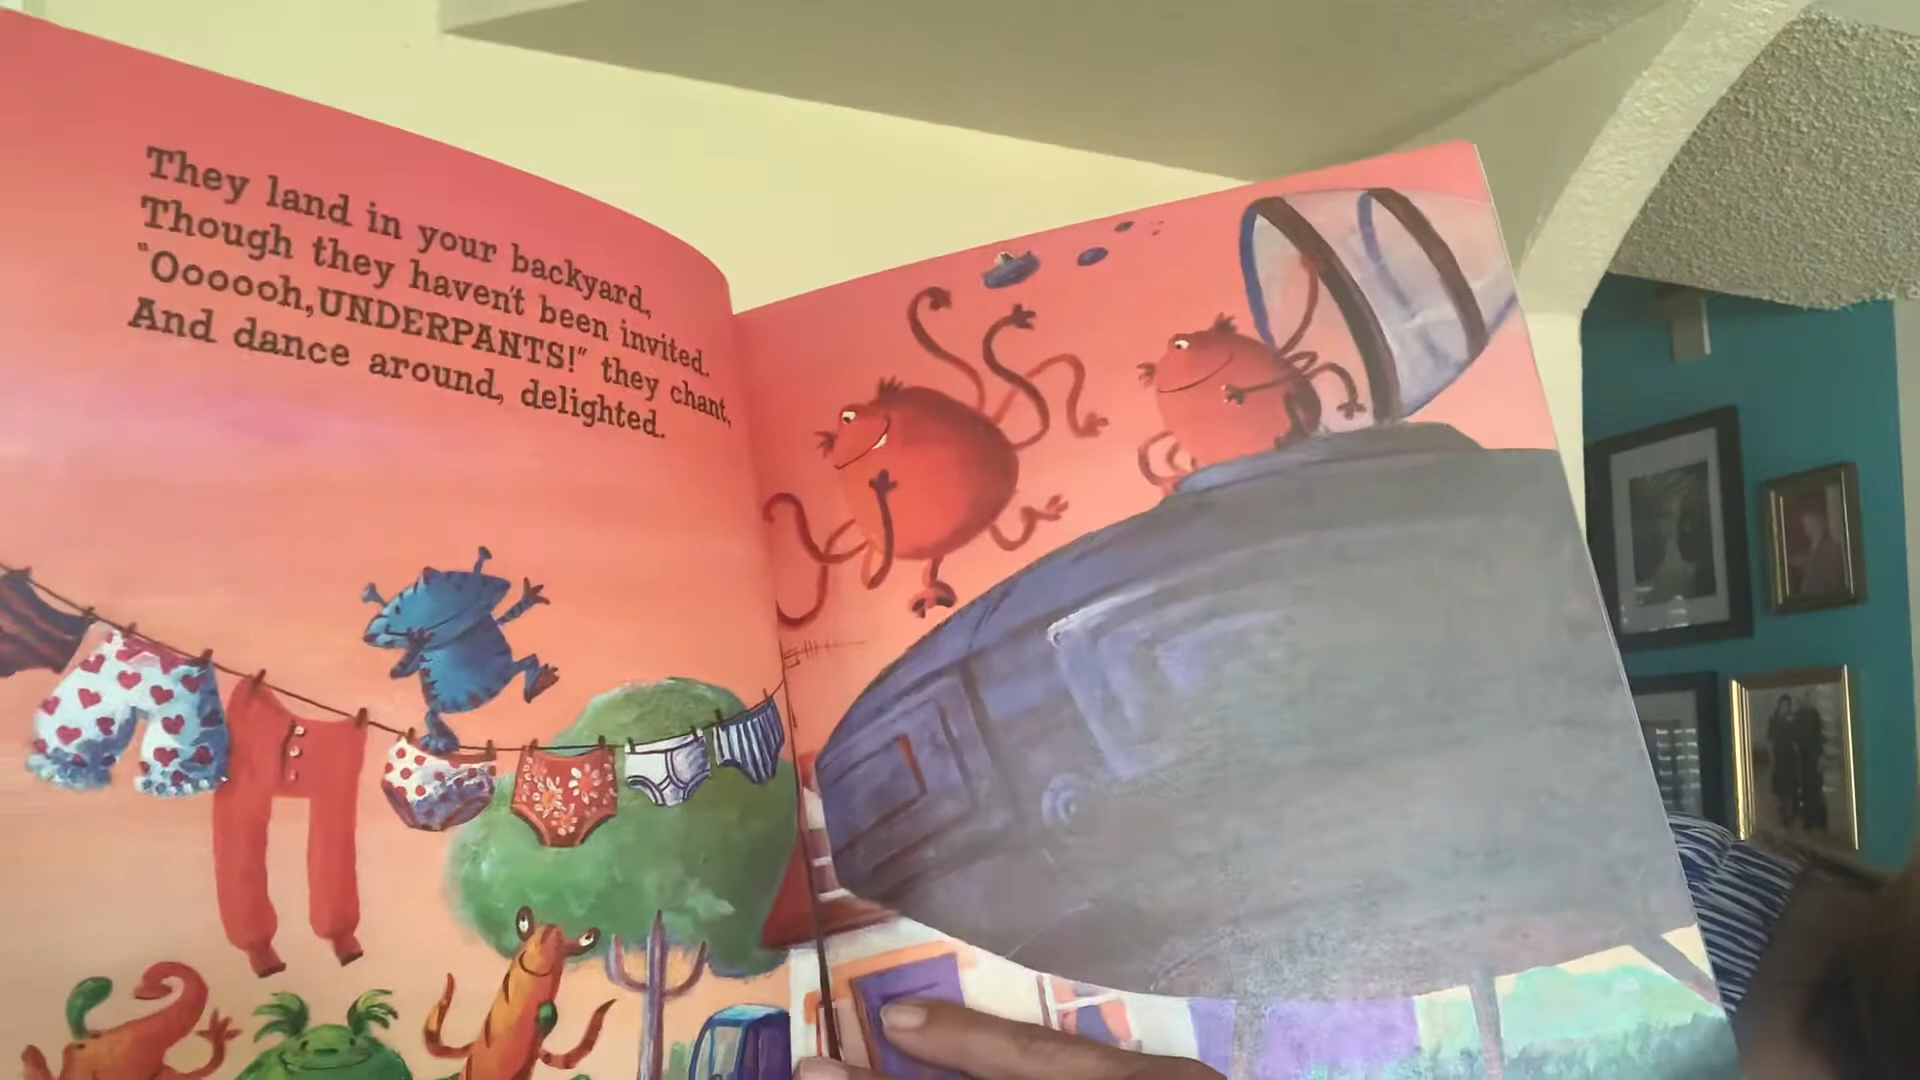 They land in your backyard,
Though they haven't been invited.
"Oooooh, UNDERPANTS!" they chant,
And dance around, delighted.